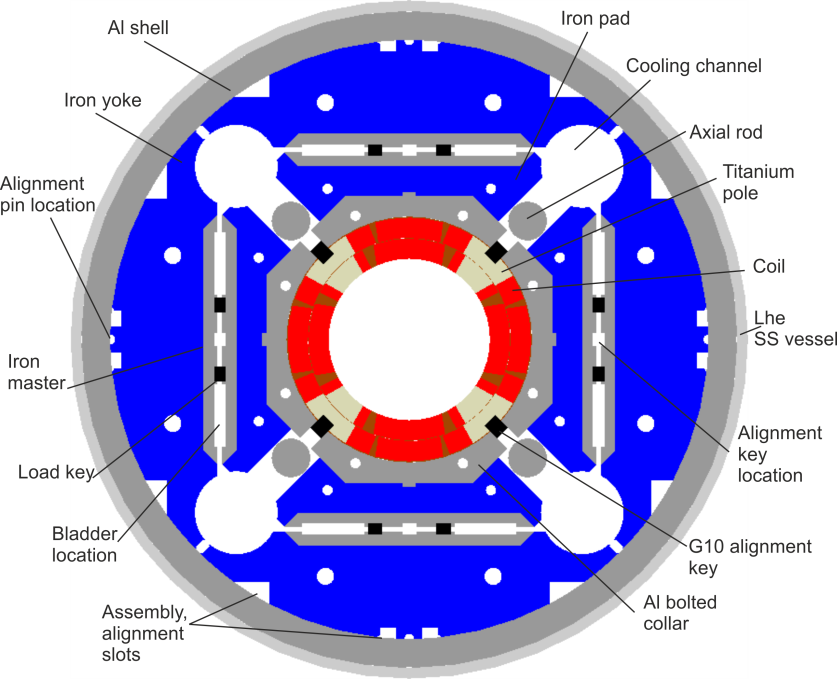 Al shell
Iron pad
Cooling channel
Iron yoke
Axial rod
Titanium
pole
Alignment
pin location
Coil
Lhe
SS vessel
Iron
master
Alignment
key
location
Load key
Bladder
location
G10 alignment
key
Al bolted
collar
Assembly,
alignment
slots